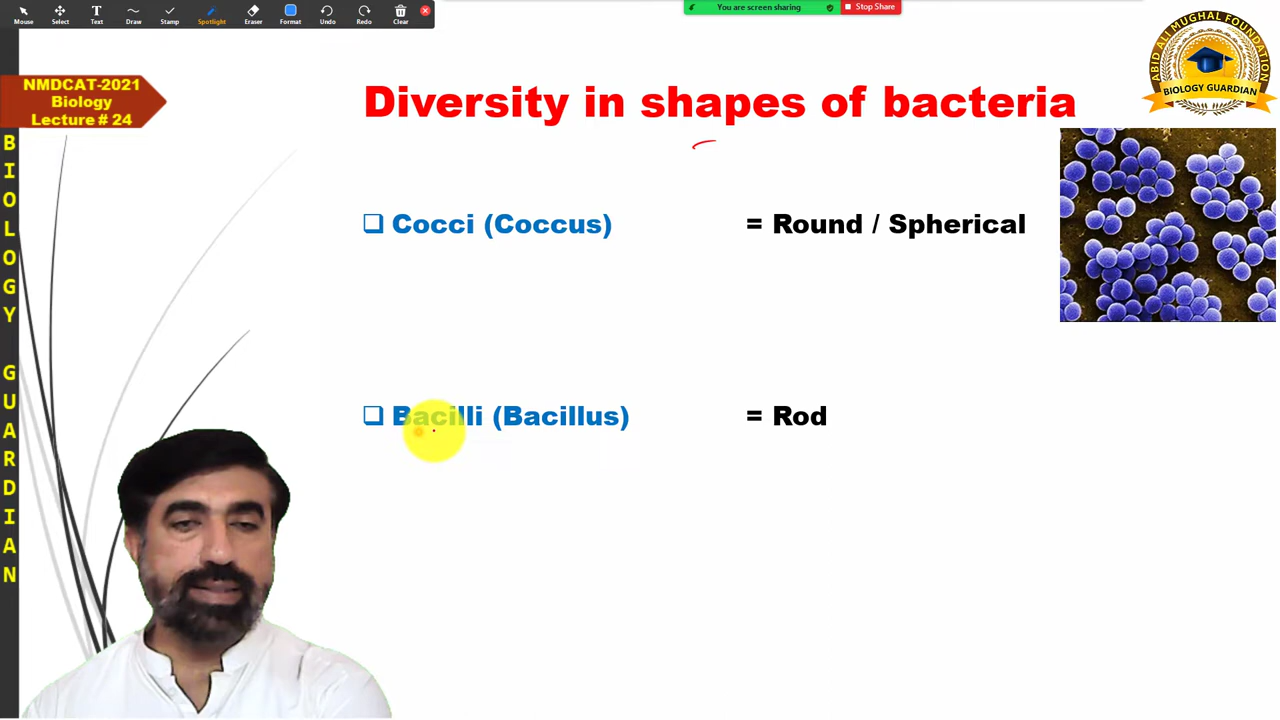 Mouse
Select
Text
Draw
Stamp
Spotlight
Eraser
Format
Undo
Redo
Clear
You are screen sharing
Stop Share
NMDCAT-2021
Biology
Lecture # 24
BIOLOGY GUARDIAN
Diversity in shapes of bacteria
ABID ALI MUGHAL FOUNDATION
BIOLOGY GUARDIAN
❑ Cocci (Coccus) = Round / Spherical
❑ Bacilli (Bacillus) = Rod